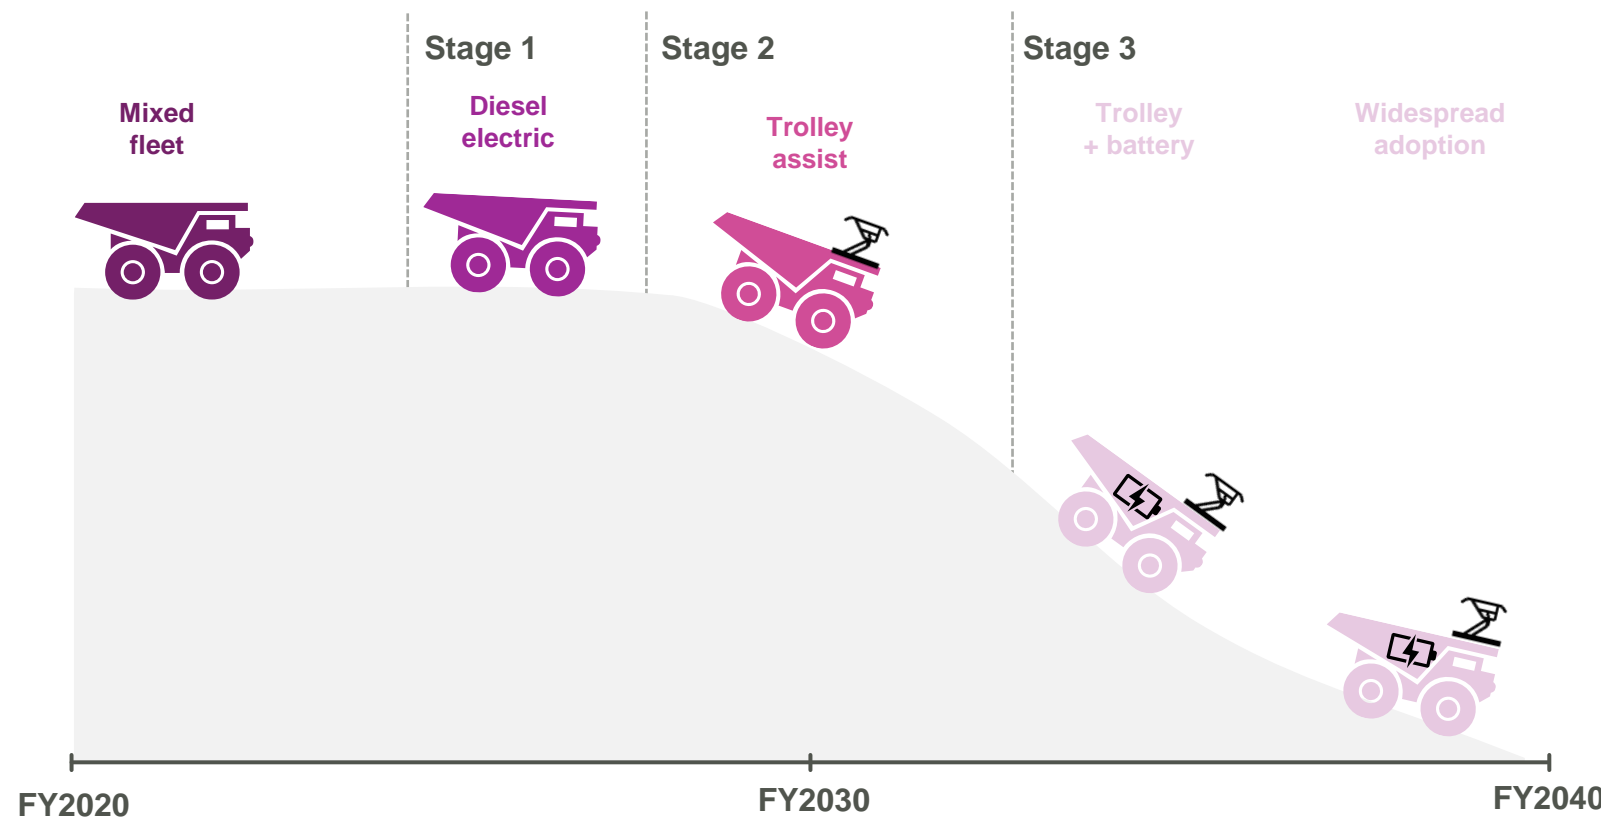 Stage 1
Stage 2
Stage 3
Mixed
fleet
Diesel
electric
Trolley
assist
Trolley
+ battery
Widespread
adoption
FY2020
FY2030
FY2040